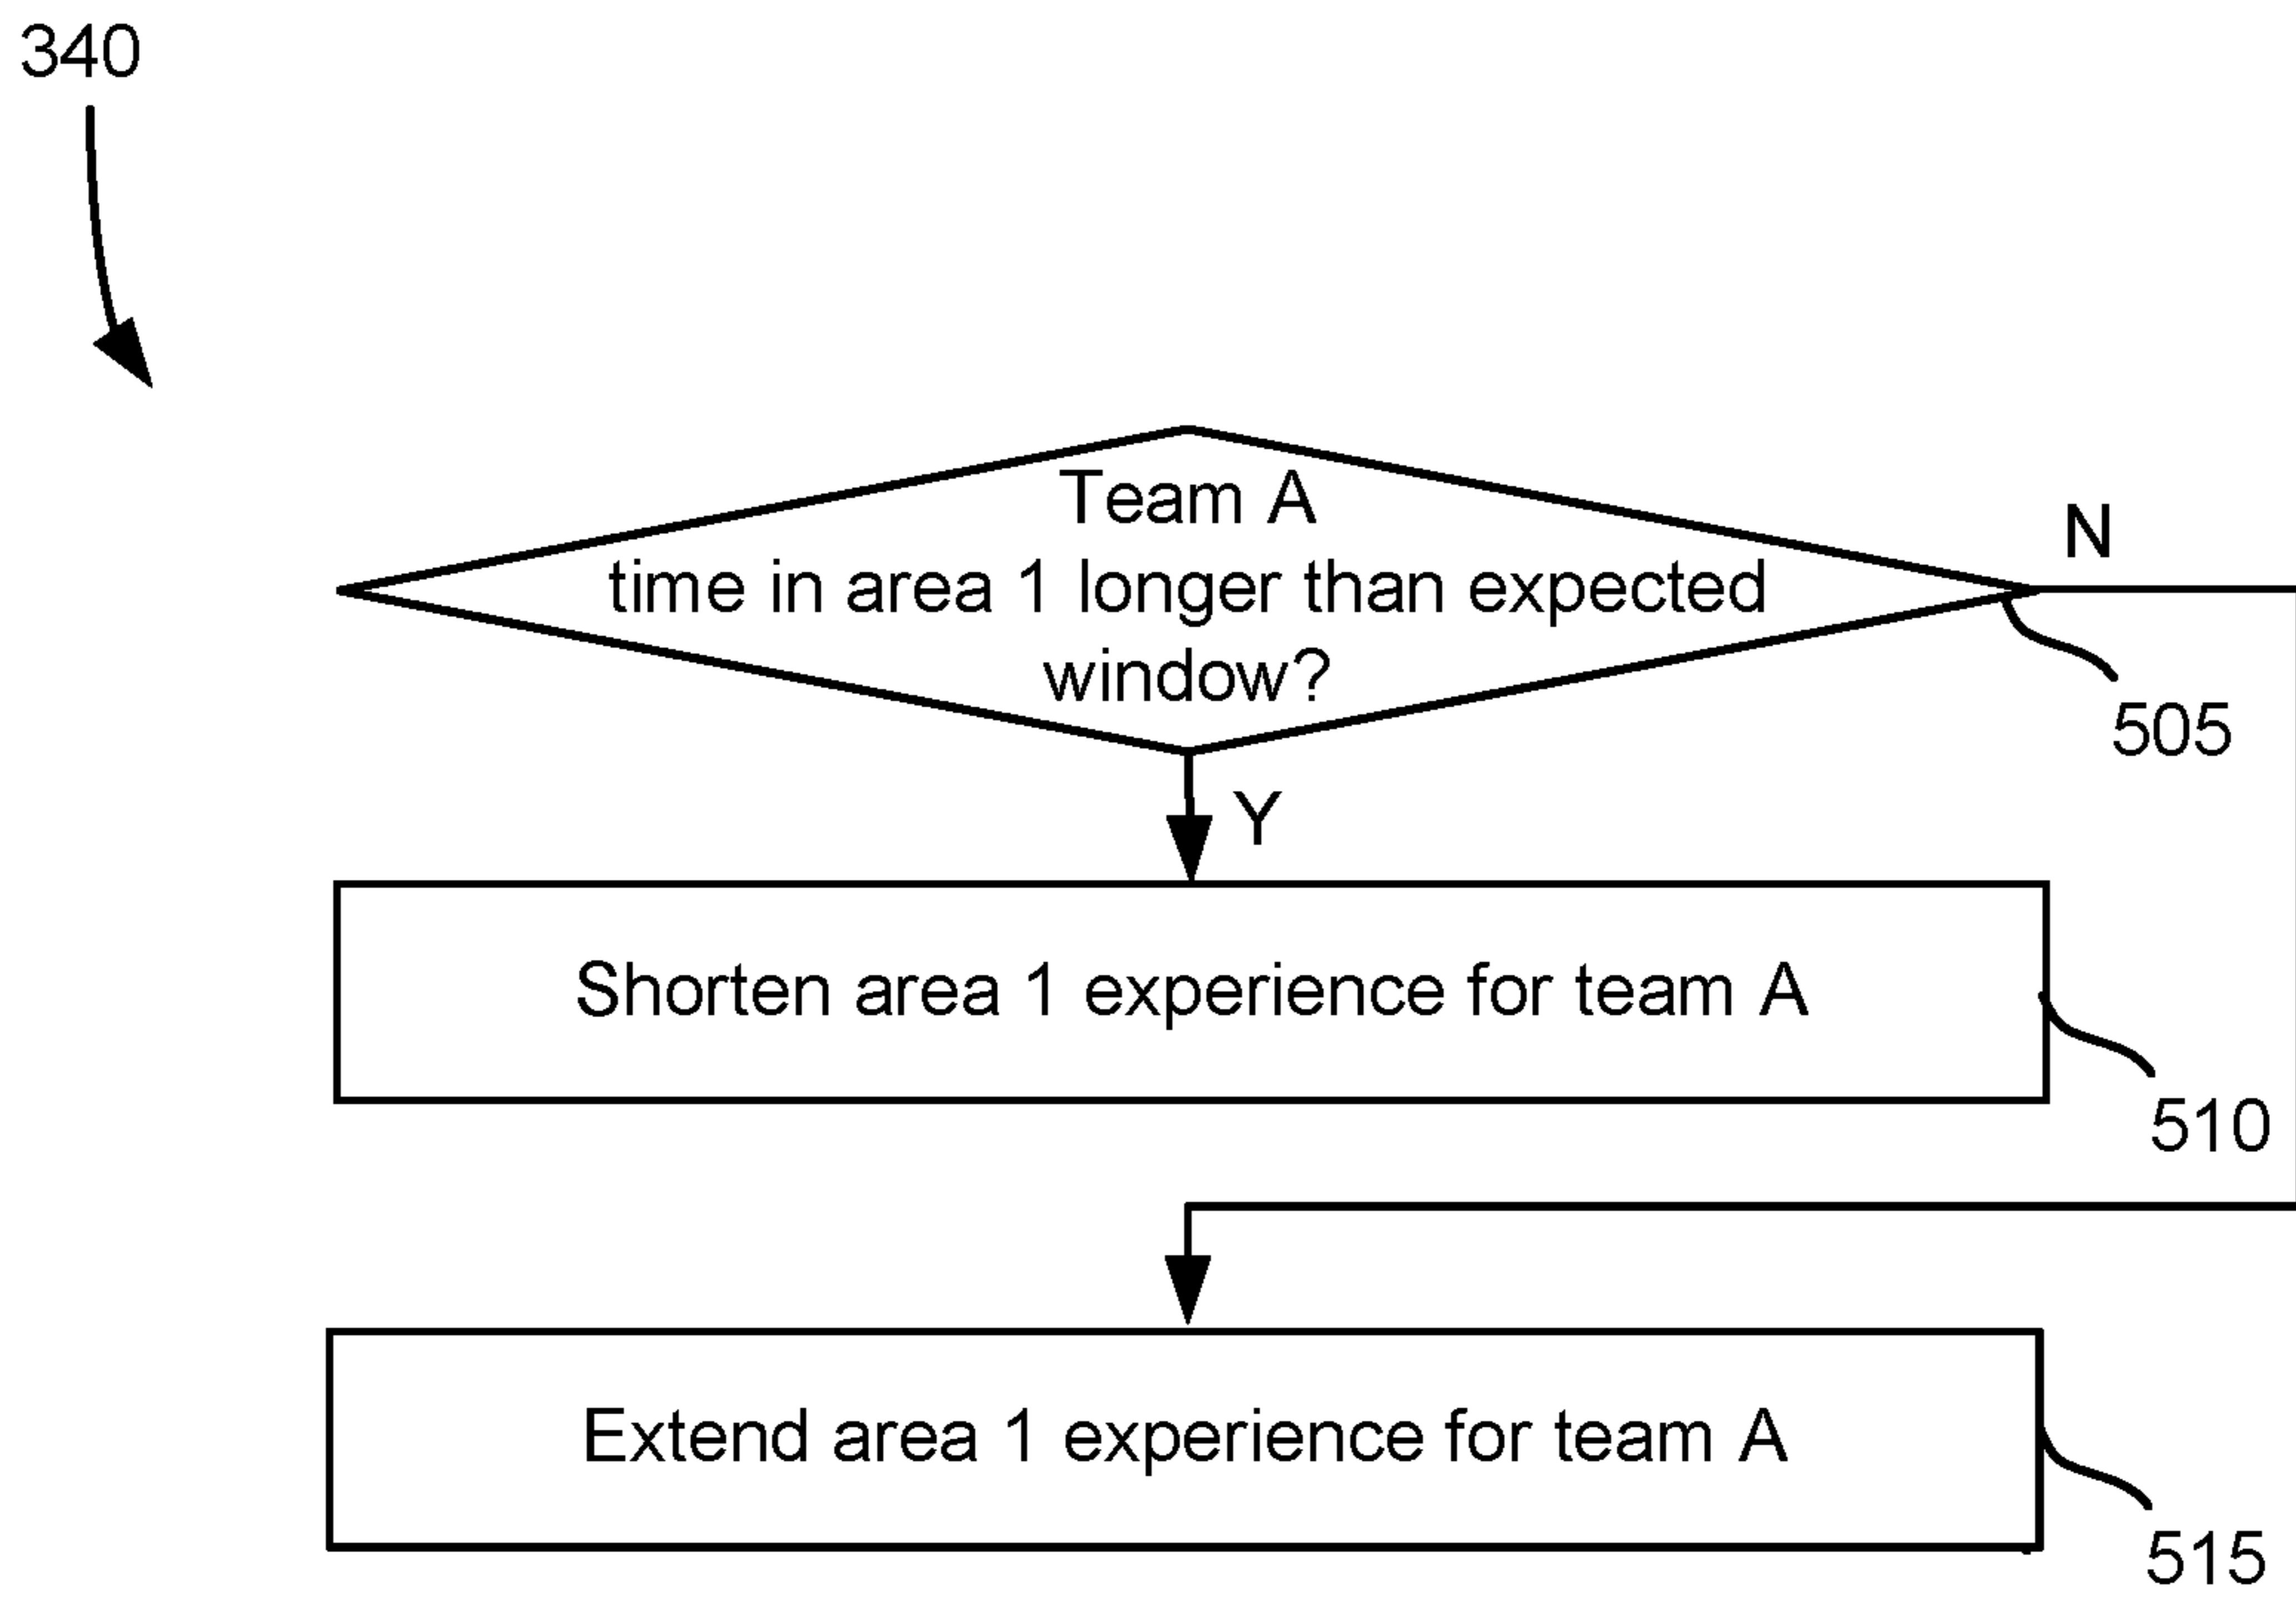 340
Team A
time in area 1 longer than expected
window?
N
505
Y
Shorten area 1 experience for team A
510
Extend area 1 experience for team A
515